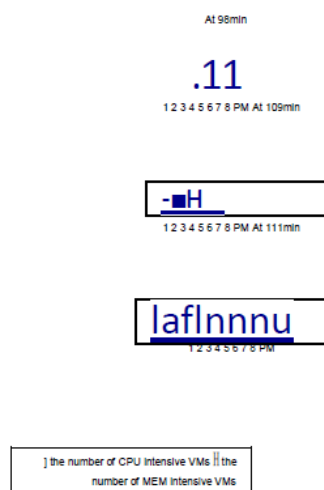 At 98min
.11
1 2 3 4 5 6 7 8 PM At 109min
-■H
1 2 3 4 5 6 7 8 PM At 111min
laflnnnu
1 2 3 4 5 6 7 8 PM
] the number of CPU Intensive VMs the
number of MEM Intensive VMs